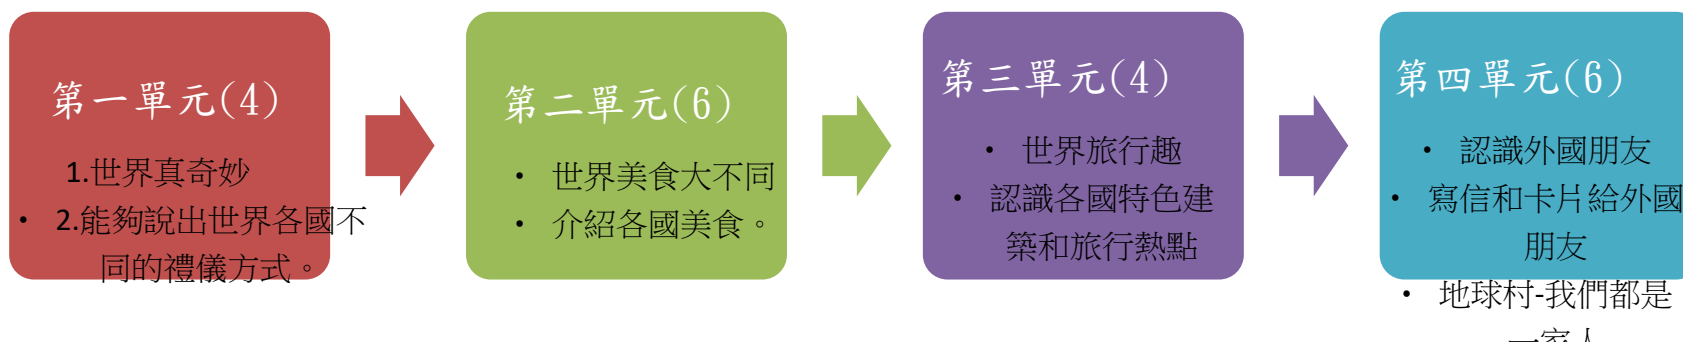 第一單元(4)
1.世界真奇妙
• 2.能夠說出世界各國不
同的禮儀方式。
第二單元(6)
• 世界美食大不同
• 介紹各國美食。
第三單元(4)
• 世界旅行趣
• 認識各國特色建
築和旅行熱點
第四單元(6)
• 認識外國朋友
• 寫信和卡片給外國
朋友
• 地球村-我們都是
一家人